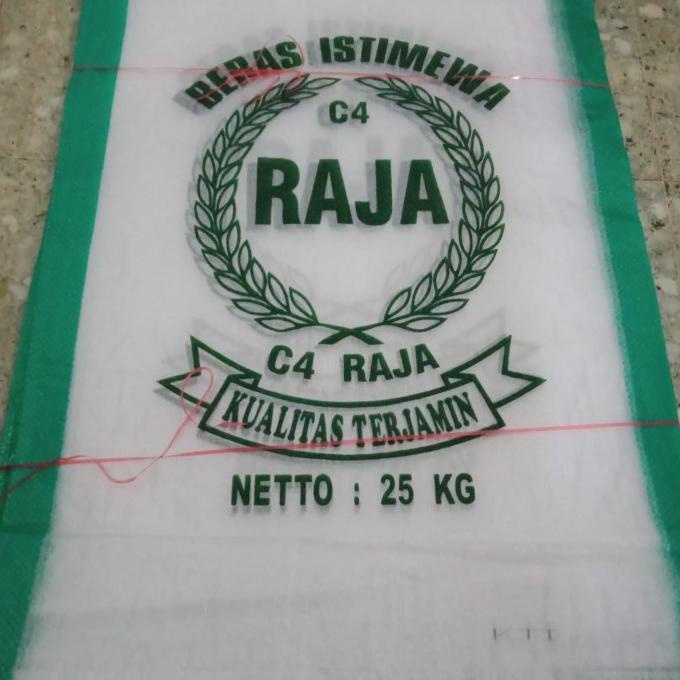 BERAS ISTIMEWA
C4
RAJA
C4 RAJA
KUALITAS TERJAMIN
NETTO : 25 KG